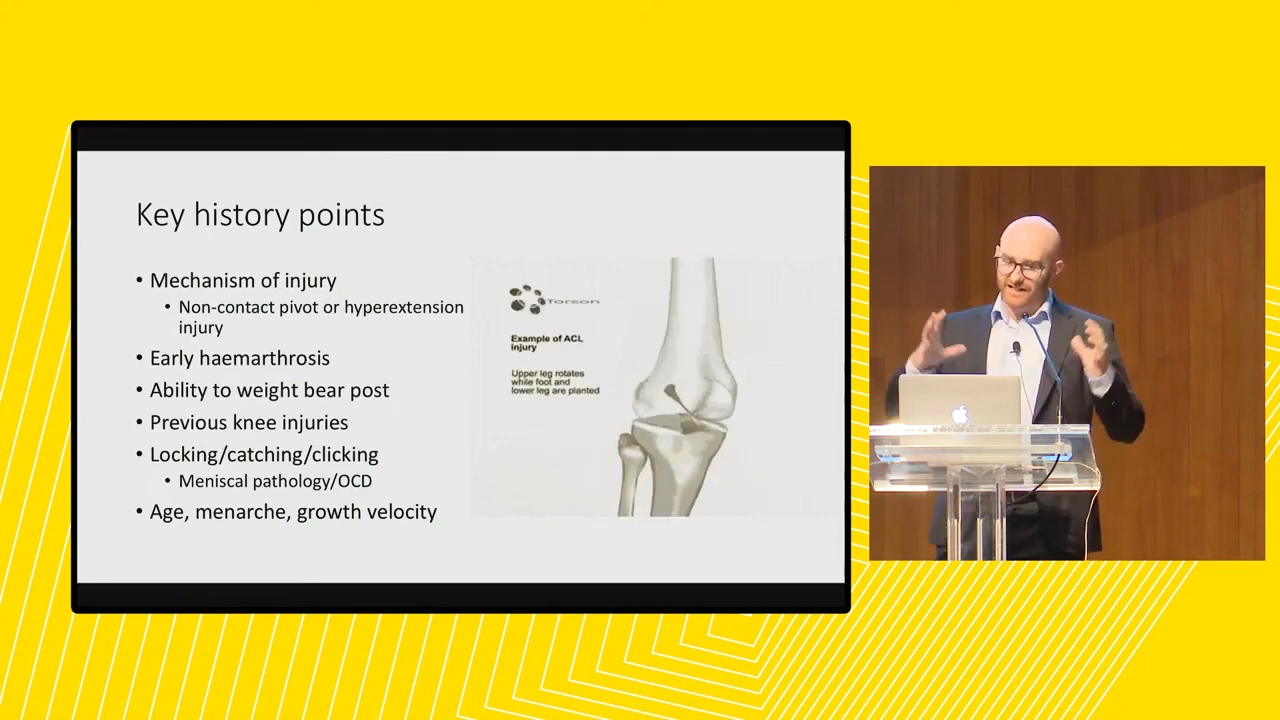 Key history points
• Mechanism of injury
• Non-contact pivot or hyperextension
injury
• Early haemarthrosis
• Ability to weight bear post
• Previous knee injuries
• Locking/catching/clicking
• Meniscal pathology/OCD
• Age, menarche, growth velocity
Torson
Example of ACL
injury
Upper leg rotates
while foot and
lower leg are planted